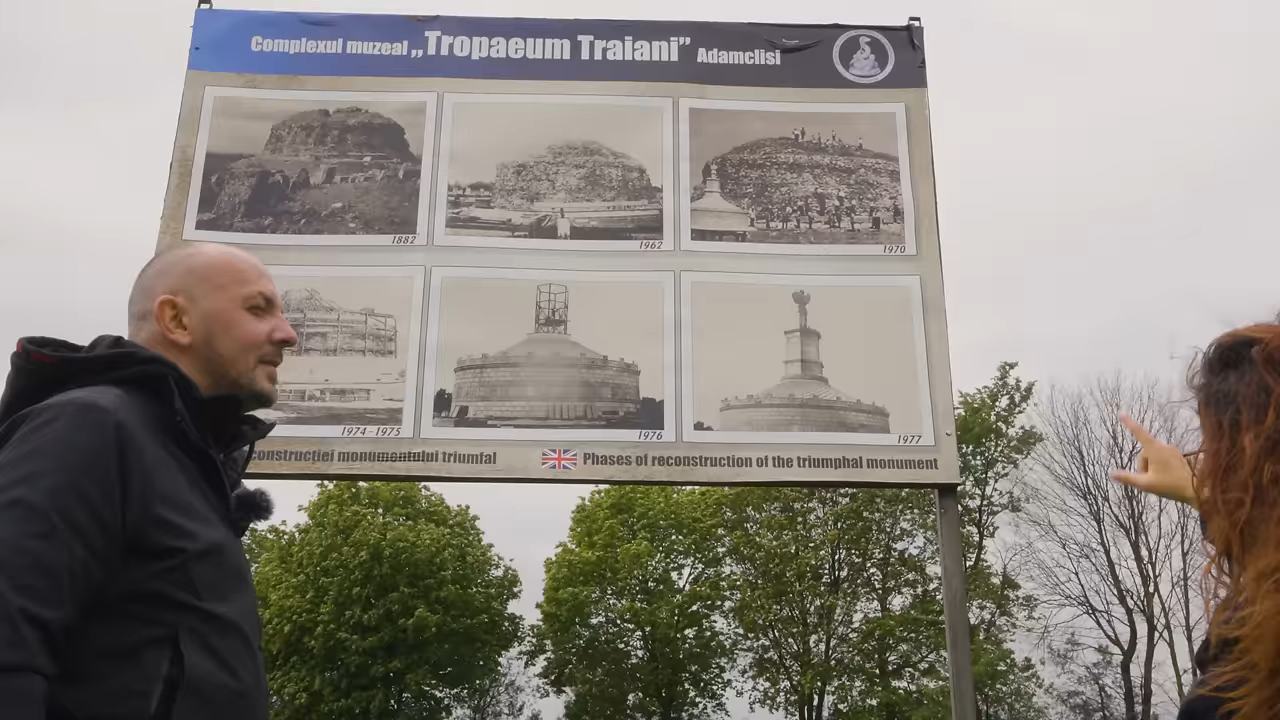 Complexul muzeal „Tropaeum Traiani” Adamclisi
1882
1962
1970
1974-1975
1976
1977
construcției monumentului triumfal
Phases of reconstruction of the triumphal monument